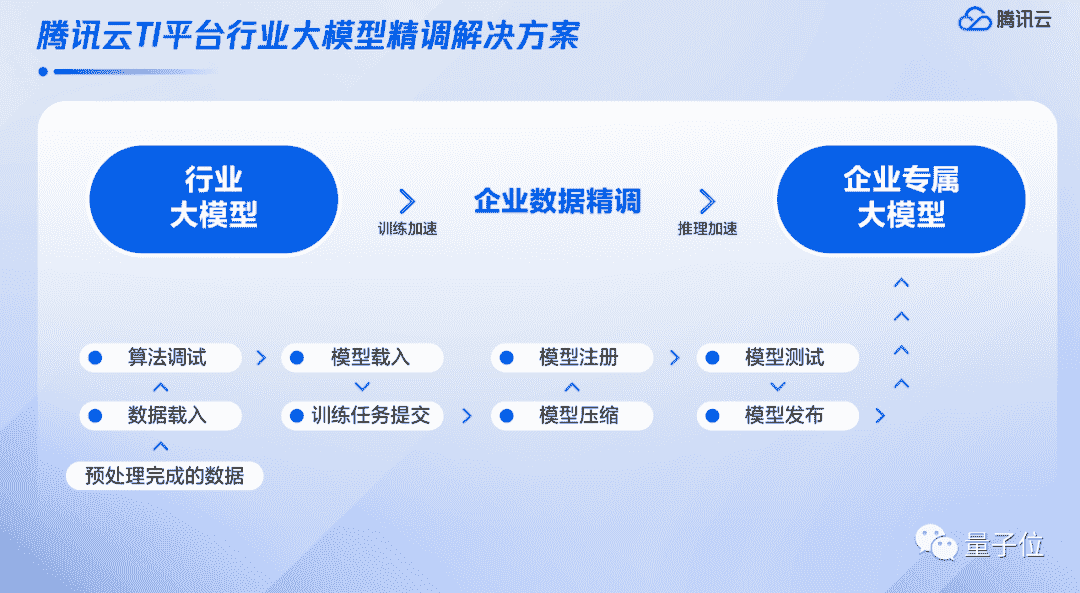 腾讯云TI平台行业大模型精调解决方案
腾讯云
行业
大模型
训练加速
企业数据精调
推理加速
企业专属
大模型
算法调试
模型载入
模型注册
模型测试
数据载入
训练任务提交
模型压缩
模型发布
预处理完成的数据
量子位